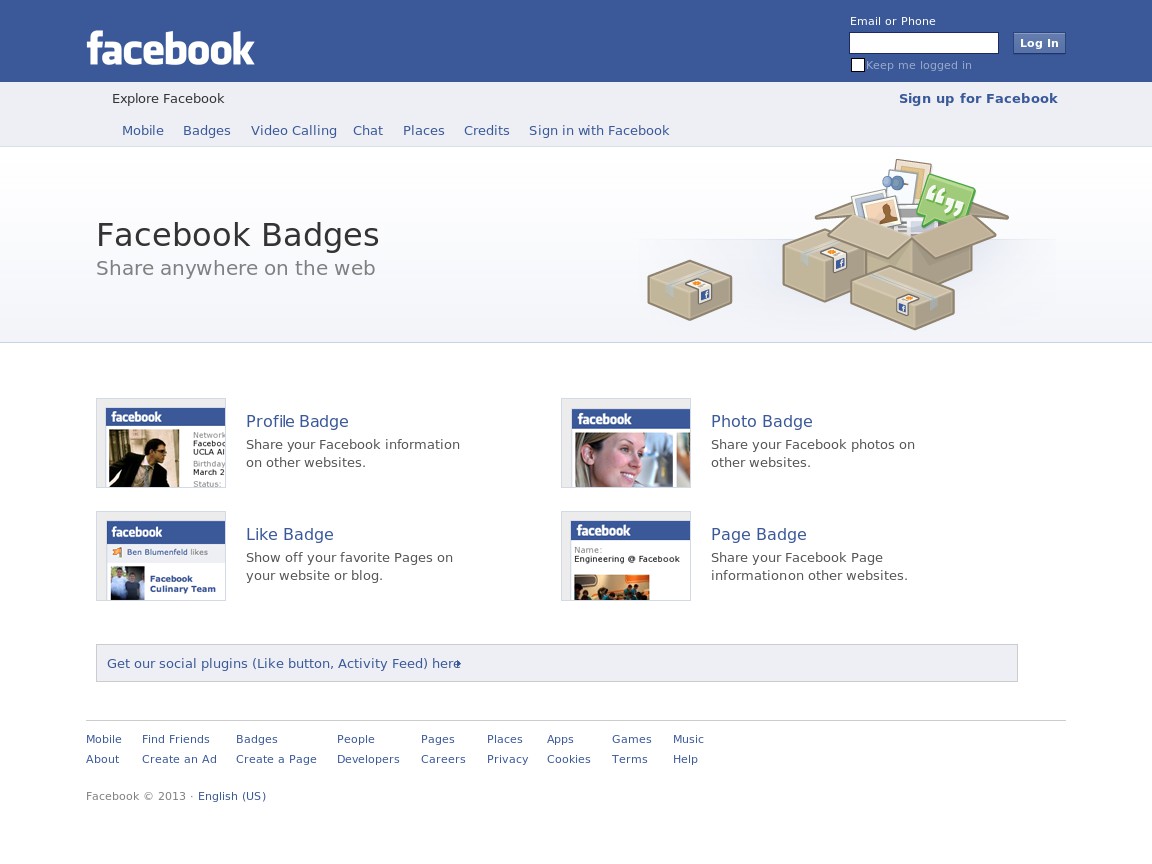 facebook
Email or Phone
Log In
Keep me logged in
Explore Facebook
Sign up for Facebook
Mobile Badges Video Calling Chat Places Credits Sign in with Facebook
Facebook Badges
Share anywhere on the web
facebook
Network
Facebo
UCLA Al
Birthday
March 2
Status:
Profile Badge
Share your Facebook information
on other websites.
facebook
Photo Badge
Share your Facebook photos on
other websites.
facebook
Ben Blumenfeld likes
Facebook
Culinary Team
Like Badge
Show off your favorite Pages on
your website or blog.
facebook
Name:
Engineering @ Facebook
Page Badge
Share your Facebook Page
information on other websites.
Get our social plugins (Like button, Activity Feed) here
Mobile Find Friends Badges People Pages Places Apps Games Music
About Create an Ad Create a Page Developers Careers Privacy Cookies Terms Help
Facebook © 2013 · English (US)